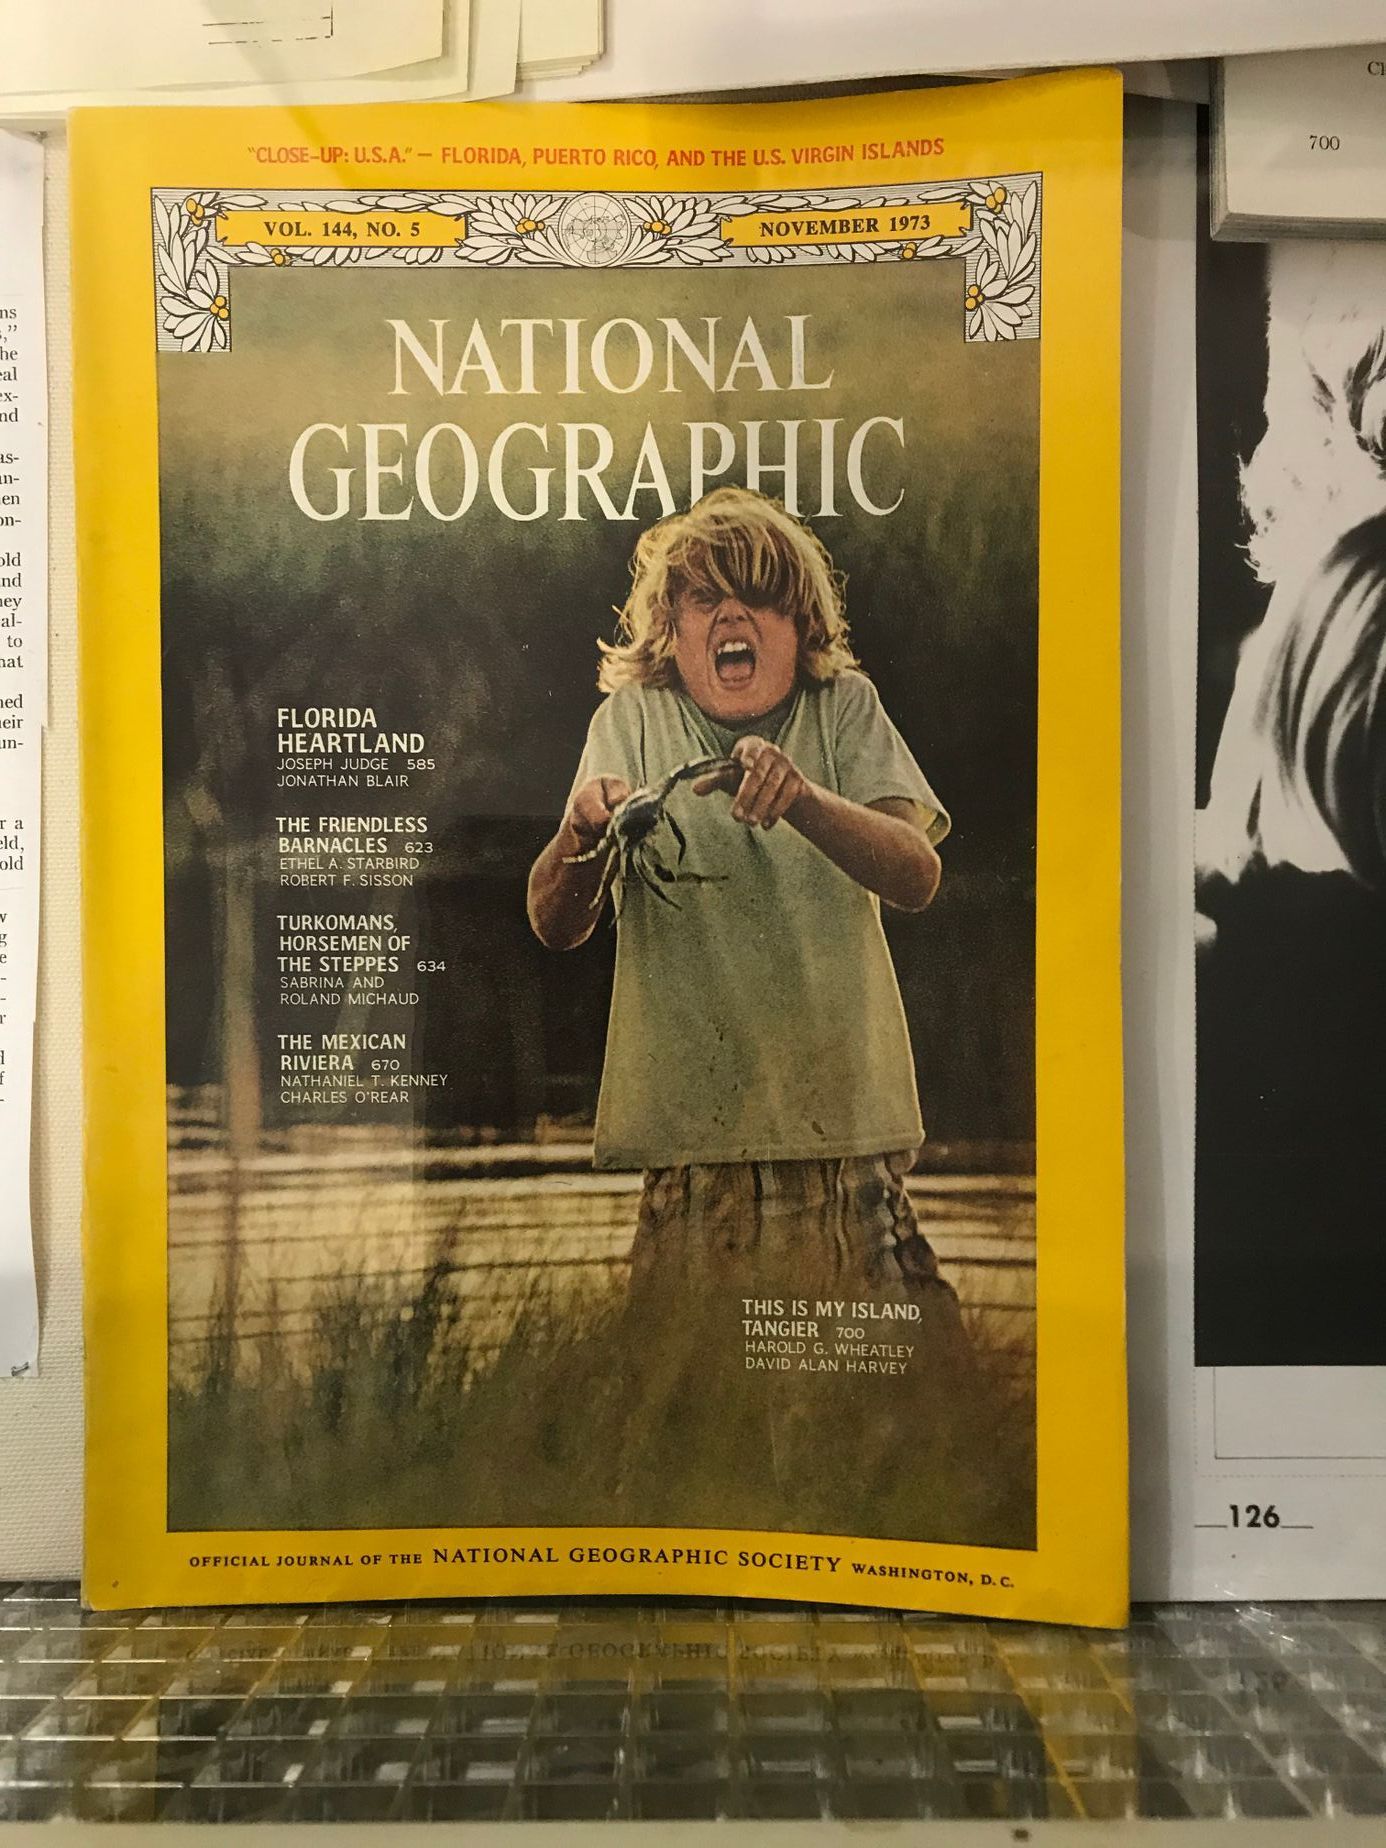 "CLOSE-UP: U.S.A." — FLORIDA, PUERTO RICO, AND THE U.S. VIRGIN ISLANDS
VOL. 144, NO. 5
NOVEMBER 1973
NATIONAL
GEOGRAPHIC
FLORIDA
HEARTLAND
JOSEPH JUDGE 585
JONATHAN BLAIR
THE FRIENDLESS
BARNACLES 623
ETHEL A. STARBIRD
ROBERT F. SISSON
TURKOMANS,
HORSEMEN OF
THE STEPPES 634
SABRINA AND
ROLAND MICHAUD
THE MEXICAN
RIVIERA 670
NATHANIEL T. KENNEY
CHARLES O'REAR
THIS IS MY ISLAND,
TANGIER 700
HAROLD G. WHEATLEY
DAVID ALAN HARVEY
OFFICIAL JOURNAL OF THE NATIONAL GEOGRAPHIC SOCIETY WASHINGTON, D.C.
700
126